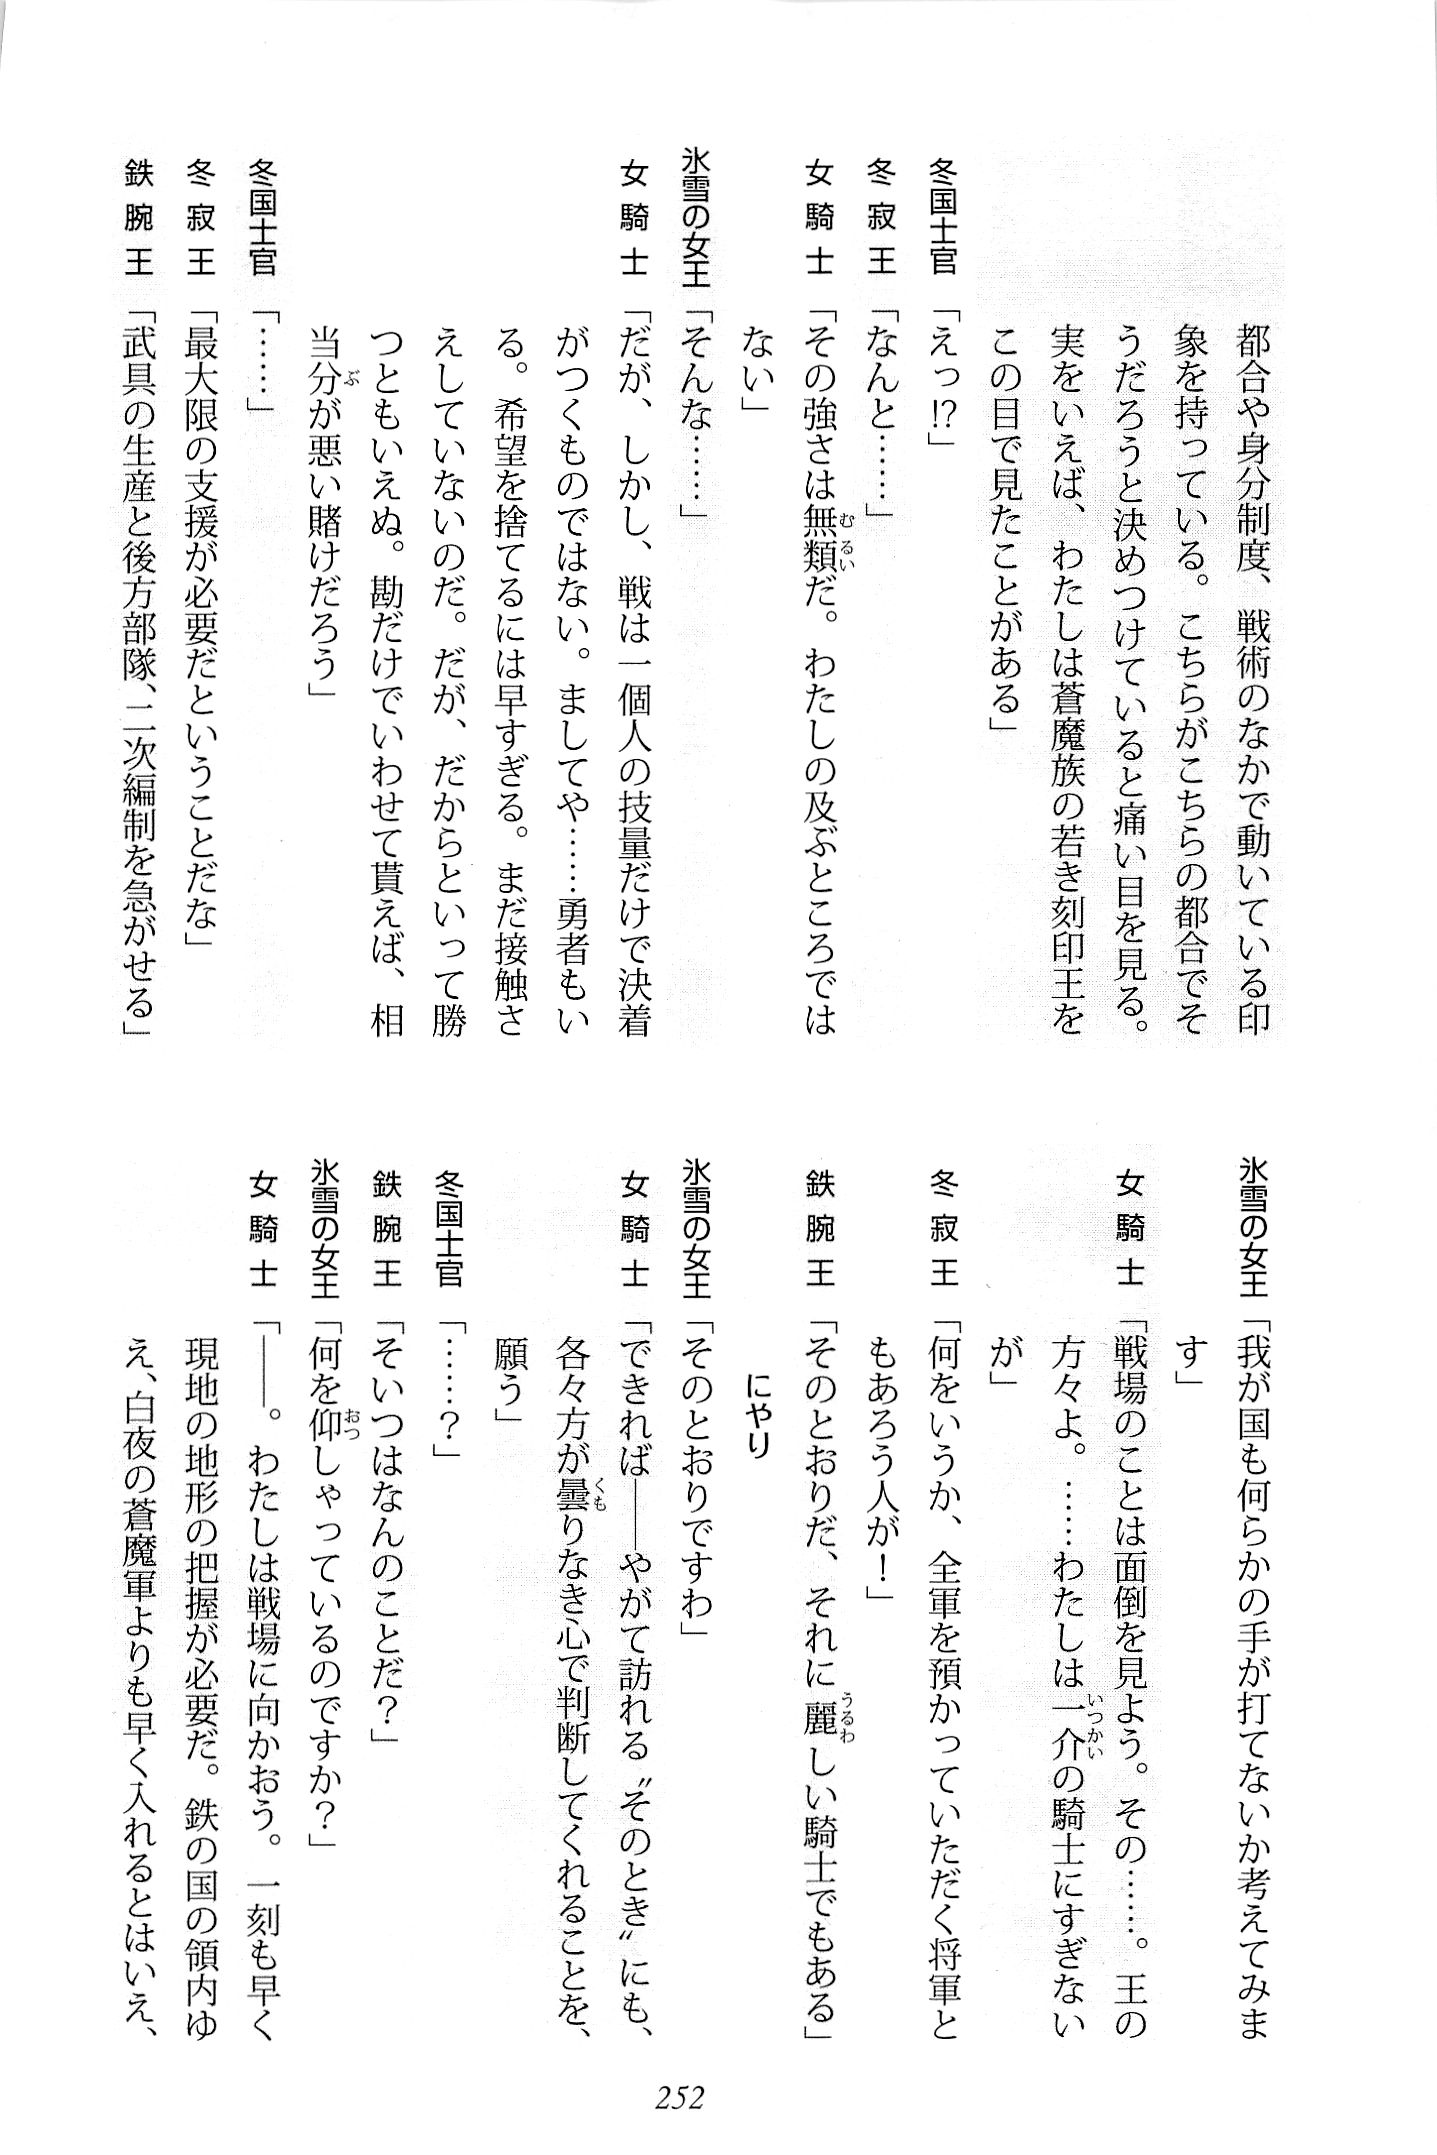 都合や身分制度、戦術のなかで動いている印
象を持っている。こちらがこちらの都合でそ
うだろうと決めつけていると痛い目を見る。
実をいえば、わたしは蒼魔族の若き刻印王を
この目で見たことがある」
冬国士官「えっ!?」
冬寂王「なんと……」
女騎士「その強さは無類だ。わたしの及ぶところでは
ない」
氷雪の女王「そんな……」
女騎士「だが、しかし、戦は一個人の技量だけで決着
がつくものではない。ましてや……勇者もい
る。希望を捨てるには早すぎる。まだ接触さ
えしていないのだ。だが、だからといって勝
つともいえぬ。勘だけでいわせて貰えば、相
当分が悪い賭けだろう」
冬国士官「……」
冬寂王「最大限の支援が必要だということだな」
鉄腕王「武具の生産と後方部隊、二次編制を急がせる」
氷雪の女王「我が国も何らかの手が打てないか考えてみま
す」
女騎士「戦場のことは面倒を見よう。その……。王の
方々よ。……わたしは一介の騎士にすぎない
が」
冬寂王「何をいうか、全軍を預かっていただく将軍と
もあろう人が！」
鉄腕王「そのとおりだ、それに麗しい騎士でもある」
にやり
氷雪の女王「そのとおりですわ」
女騎士「できれば――やがて訪れる〝そのとき〟にも、
各々方が曇りなき心で判断してくれることを、
願う」
冬国士官「……？」
鉄腕王「そいつはなんのことだ？」
氷雪の女王「何を仰しゃっているのですか？」
女騎士「――。わたしは戦場に向かおう。一刻も早く
現地の地形の把握が必要だ。鉄の国の領内ゆ
え、白夜の蒼魔軍よりも早く入れるとはいえ、
252